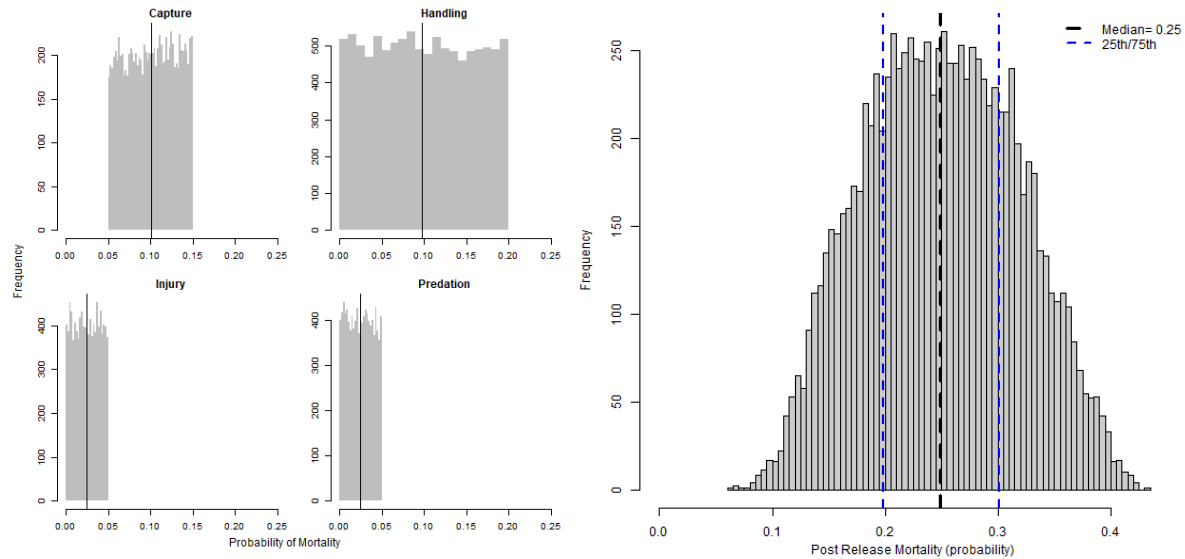 Capture
Handling
0
50
100
150
200
0.00 0.05 0.10 0.15 0.20 0.25
0
100
200
300
400
500
0.00 0.05 0.10 0.15 0.20 0.25
Injury
Predation
0
100
200
300
400
0.00 0.05 0.10 0.15 0.20 0.25
0
100
200
300
400
0.00 0.05 0.10 0.15 0.20 0.25
Frequency
Probability of Mortality
Median= 0.25
25th/75th
Frequency
0
50
100
150
200
250
0.0 0.1 0.2 0.3 0.4
Post Release Mortality (probability)